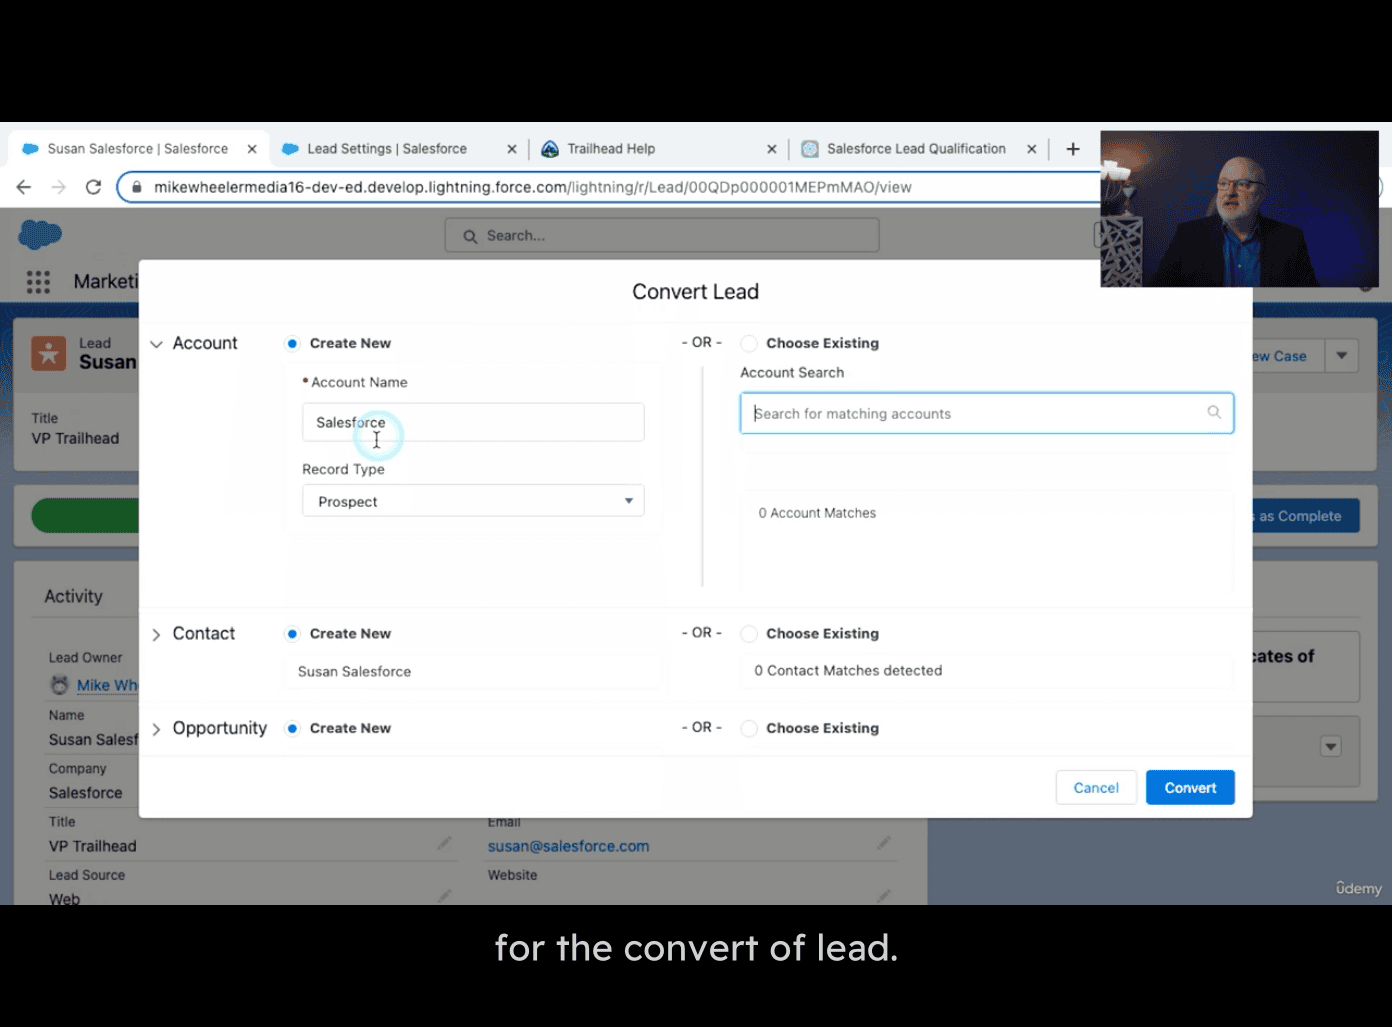 Susan Salesforce | Salesforce
Lead Settings | Salesforce
Trailhead Help
Salesforce Lead Qualification
mikewheelermedia16-dev-ed.develop.lightning.force.com/lightning/r/Lead/00QDp000001MEPmMAO/view
Search...
Marketi
Convert Lead
Lead
Susan
Account
Create New
- OR -
Choose Existing
ew Case
Account Search
*Account Name
Title
VP Trailhead
Salesforce
Search for matching accounts
Record Type
Prospect
0 Account Matches
s as Complete
Activity
Contact
Create New
- OR -
Choose Existing
Lead Owner
cates of
Susan Salesforce
0 Contact Matches detected
Mike Wh
Name
Opportunity
Create New
- OR -
Choose Existing
Susan Salesf
Company
Salesforce
Cancel
Convert
Title
Email
VP Trailhead
susan@salesforce.com
Lead Source
Website
Web
ûdemy
for the convert of lead.